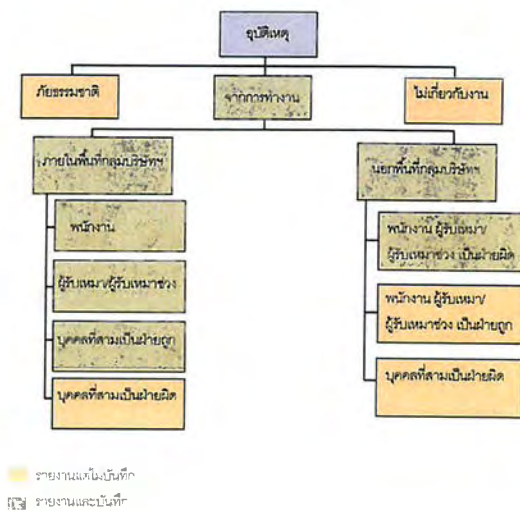 อุบัติเหตุ
ภัยธรรมชาติ
จากการทำงาน
ไม่เกี่ยวกับงาน
ภายในพื้นที่กลุ่มบริษัทฯ
นอกพื้นที่กลุ่มบริษัทฯ
พนักงาน
ผู้รับเหมา/ผู้รับเหมาช่วง
บุคคลที่สามเป็นฝ่ายถูก
บุคคลที่สามเป็นฝ่ายผิด
พนักงาน ผู้รับเหมา/
ผู้รับเหมาช่วง เป็นฝ่ายผิด
พนักงาน ผู้รับเหมา/
ผู้รับเหมาช่วง เป็นฝ่ายถูก
บุคคลที่สามเป็นฝ่ายผิด
รายงานแต่ไม่บันทึก
รายงานและบันทึก